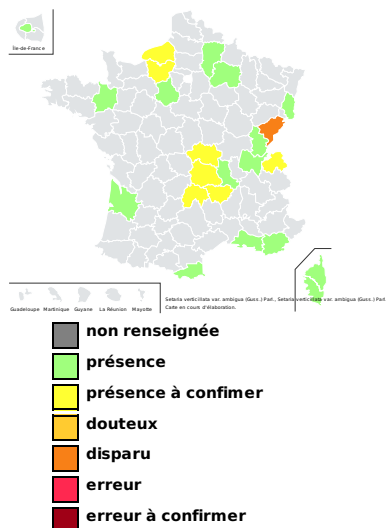 Île-de-France
Guadeloupe Martinique Guyane La Réunion Mayotte
Setaria verticillata var. ambigua (Guss.) Parl., Setaria verticillata var. ambigua (Guss.) Parl
Carte en cours d'élaboration.
non renseignée
présence
présence à confimer
douteux
disparu
erreur
erreur à confirmer